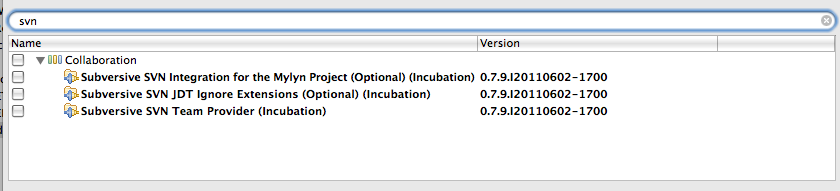 svn
Name Version
Collaboration
Subversive SVN Integration for the Mylyn Project (Optional) (Incubation) 0.7.9.I20110602-1700
Subversive SVN JDT Ignore Extensions (Optional) (Incubation) 0.7.9.I20110602-1700
Subversive SVN Team Provider (Incubation) 0.7.9.I20110602-1700